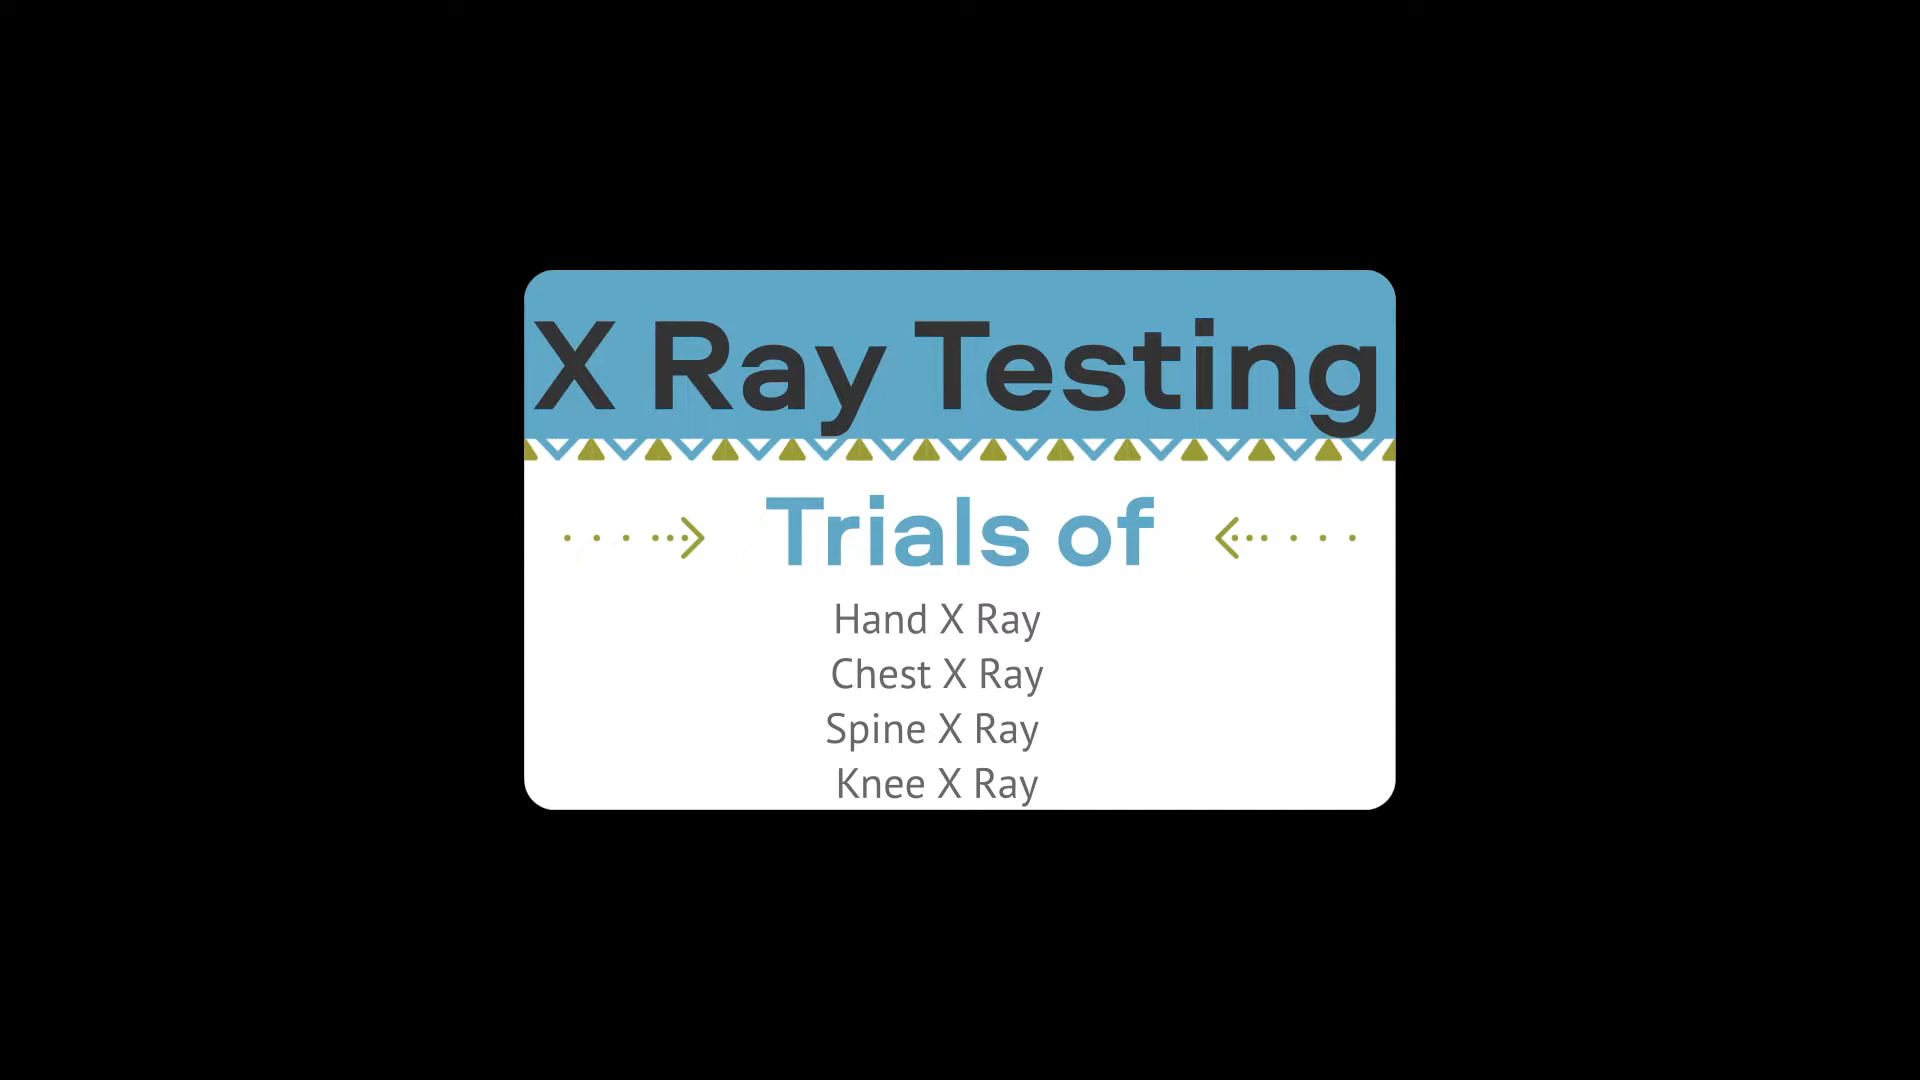 X Ray Testing
Trials of
Hand X Ray
Chest X Ray
Spine X Ray
Knee X Ray